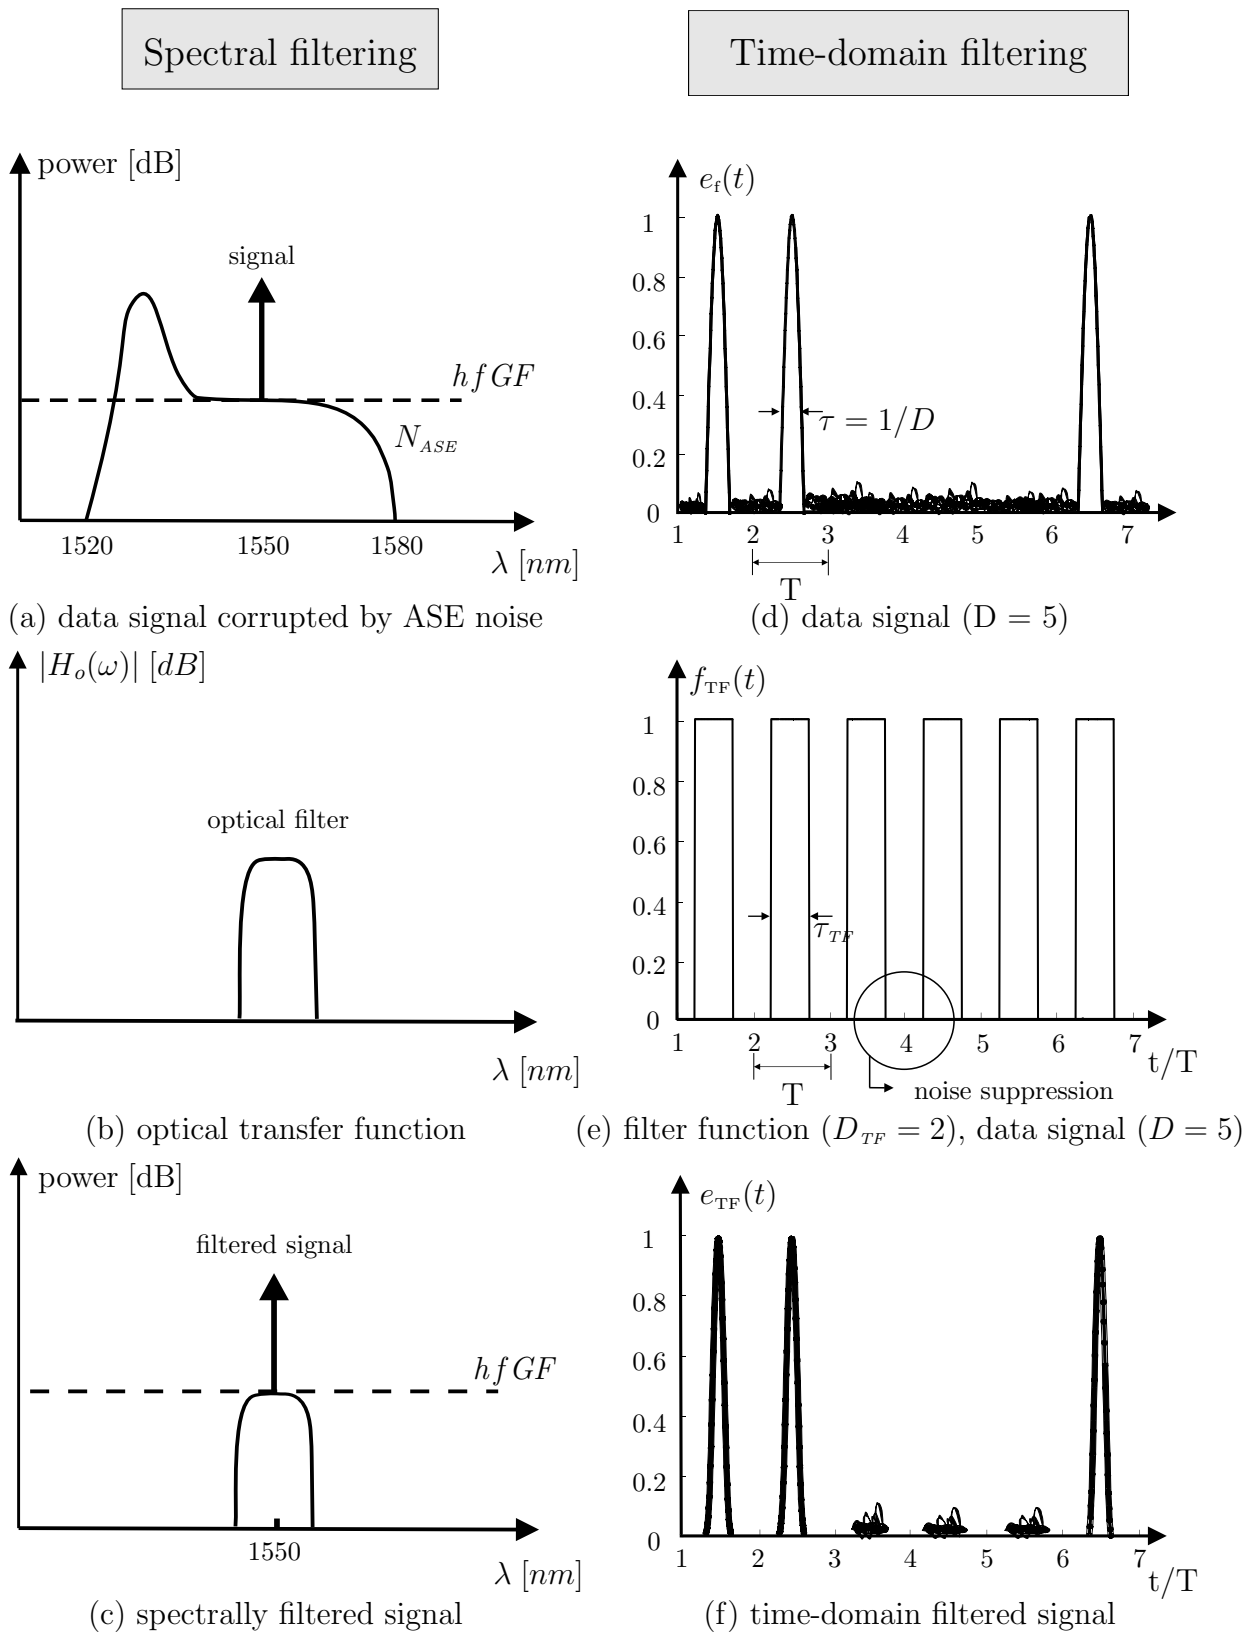 Spectral filtering
power [dB]
signal
hfGF
N_ASE
1520 1550 1580
λ [nm]
(a) data signal corrupted by ASE noise
|H_o(ω)| [dB]
optical filter
λ [nm]
(b) optical transfer function
power [dB]
filtered signal
hfGF
1550
λ [nm]
(c) spectrally filtered signal
Time-domain filtering
e_f(t)
1
0.8
0.6
0.4
τ = 1/D
0.2
0
1 2 3 4 5 6 7
T
(d) data signal (D = 5)
f_TF(t)
1
0.8
0.6
0.4
τ_TF
0.2
0
1 2 3 4 5 6 7 t/T
T
noise suppression
(e) filter function (D_TF = 2), data signal (D = 5)
e_TF(t)
1
0.8
0.6
0.4
0.2
0
1 2 3 4 5 6 7
t/T
(f) time-domain filtered signal